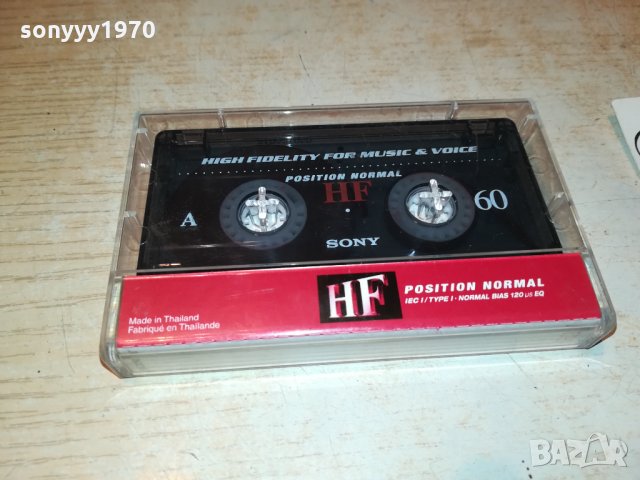 sonyyy1970
HIGH FIDELITY FOR MUSIC & VOICE
POSITION NORMAL
HF
A
60
SONY
HF
POSITION NORMAL
IEC I / TYPE I · NORMAL BIAS 120 µs EQ
Made in Thailand
Fabriqué en Thaïlande
BAZAR